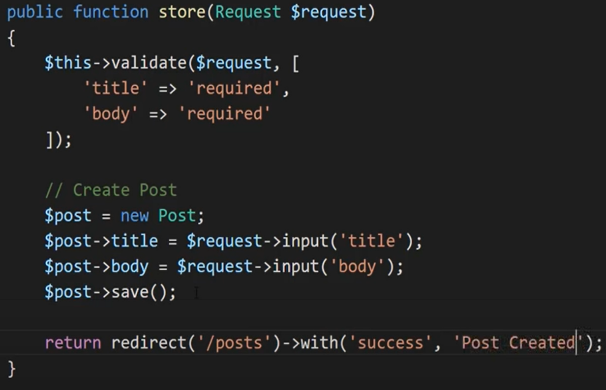 public function store(Request $request)
{
    $this->validate($request, [
        'title' => 'required',
        'body' => 'required'
    ]);

    // Create Post
    $post = new Post;
    $post->title = $request->input('title');
    $post->body = $request->input('body');
    $post->save();

    return redirect('/posts')->with('success', 'Post Created');
}